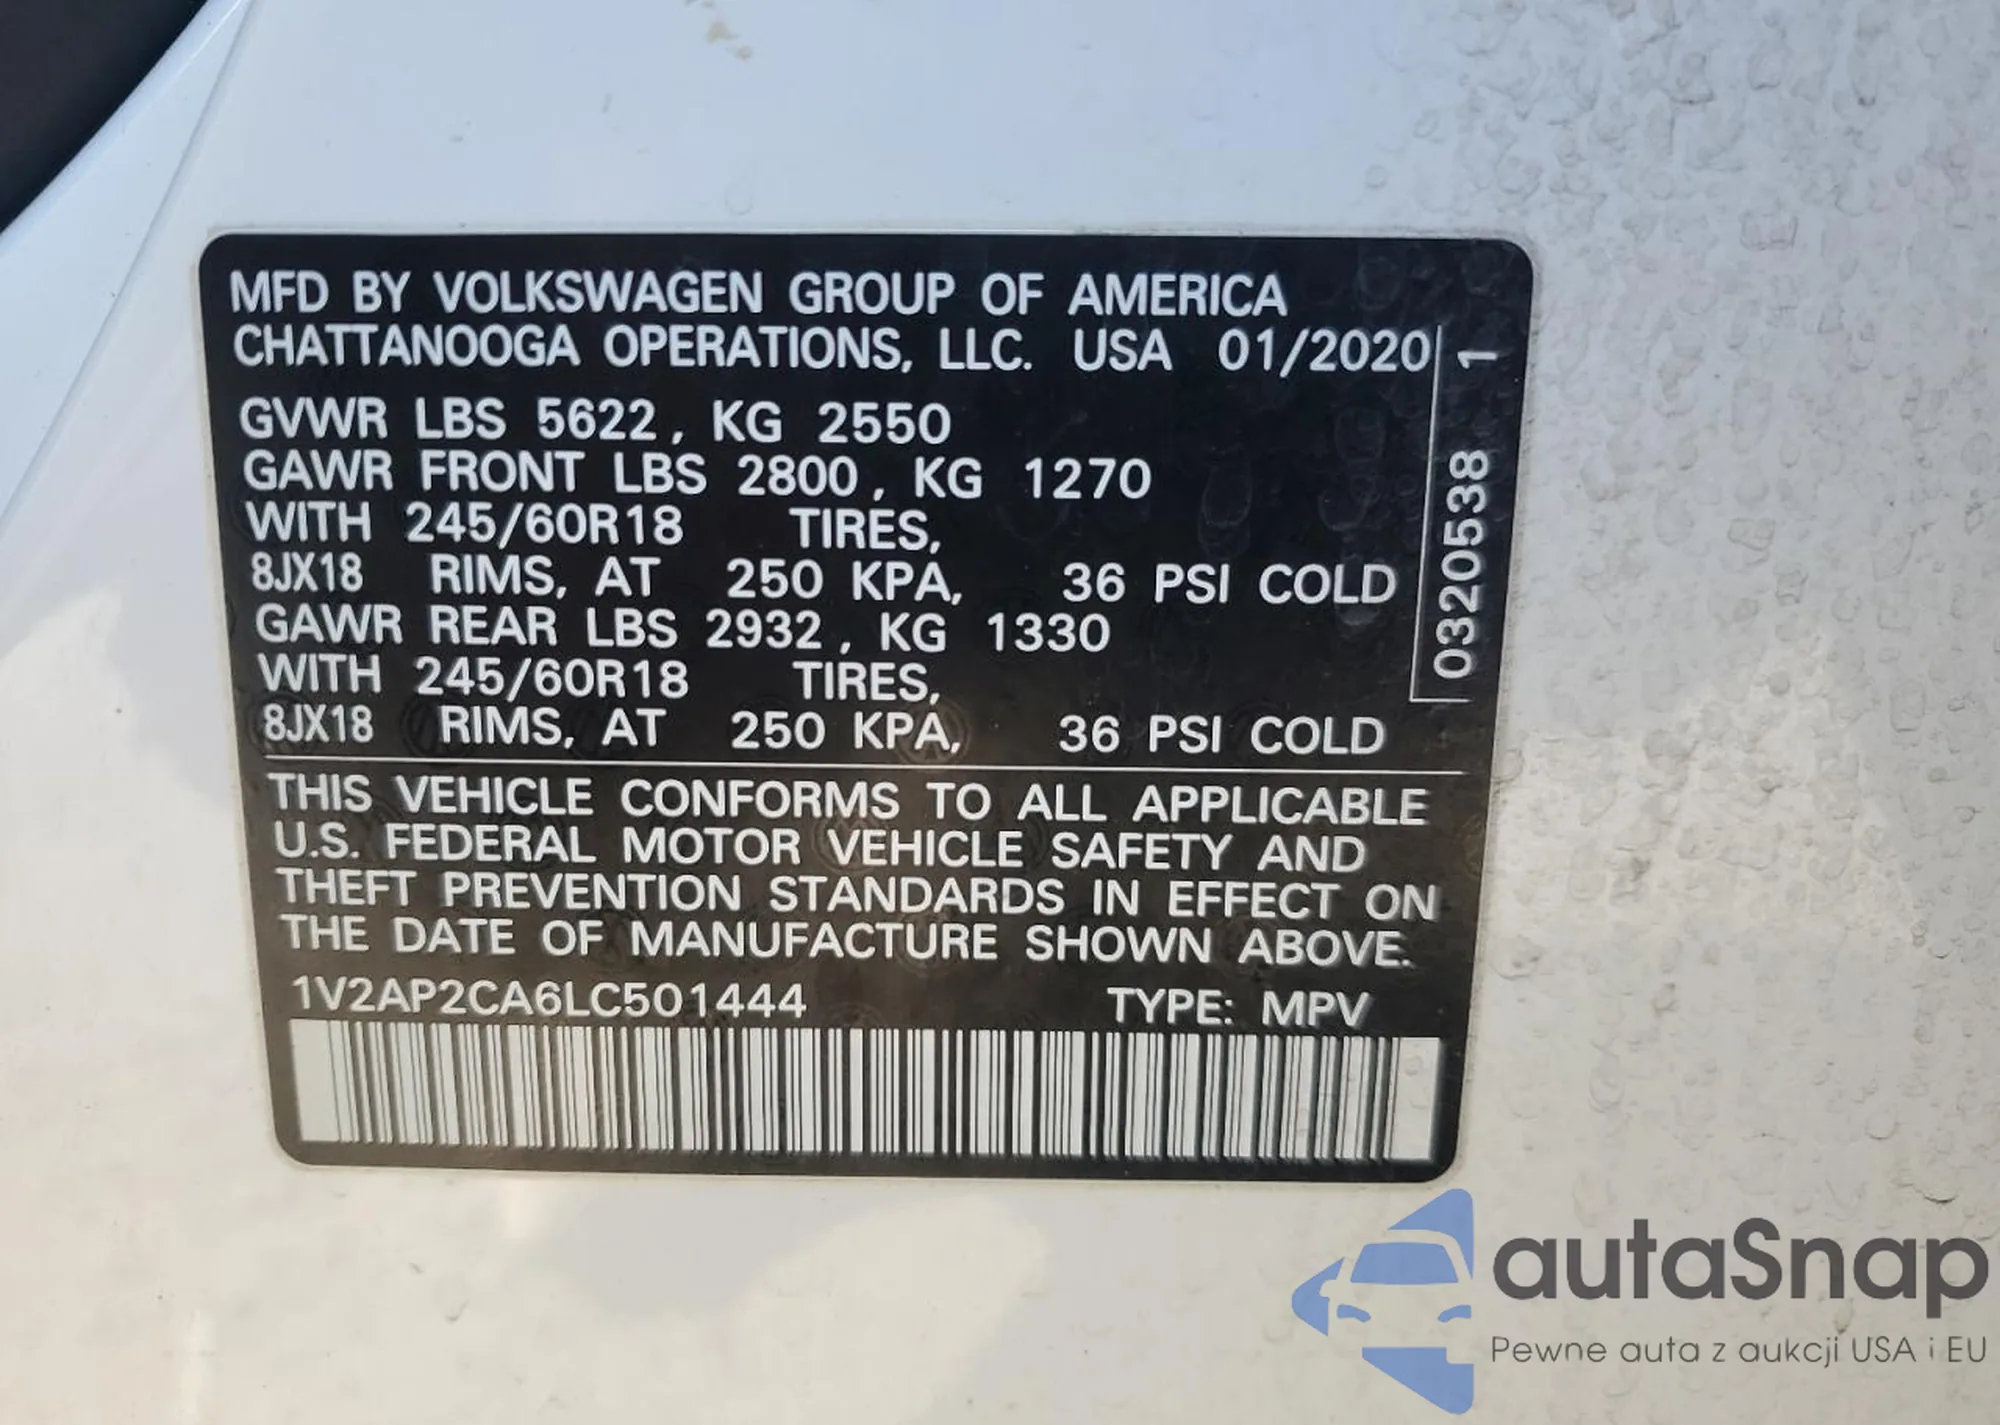 MFD BY VOLKSWAGEN GROUP OF AMERICA
CHATTANOOGA OPERATIONS, LLC. USA 01/2020
GVWR LBS 5622, KG 2550
GAWR FRONT LBS 2800, KG 1270
WITH 245/60R18 TIRES,
8JX18 RIMS, AT 250 KPA, 36 PSI COLD
GAWR REAR LBS 2932, KG 1330
WITH 245/60R18 TIRES,
8JX18 RIMS, AT 250 KPA, 36 PSI COLD
0320538 1
THIS VEHICLE CONFORMS TO ALL APPLICABLE
U.S. FEDERAL MOTOR VEHICLE SAFETY AND
THEFT PREVENTION STANDARDS IN EFFECT ON
THE DATE OF MANUFACTURE SHOWN ABOVE.
1V2AP2CA6LC501444 TYPE: MPV
autaSnap
Pewne auta z aukcji USA i EU